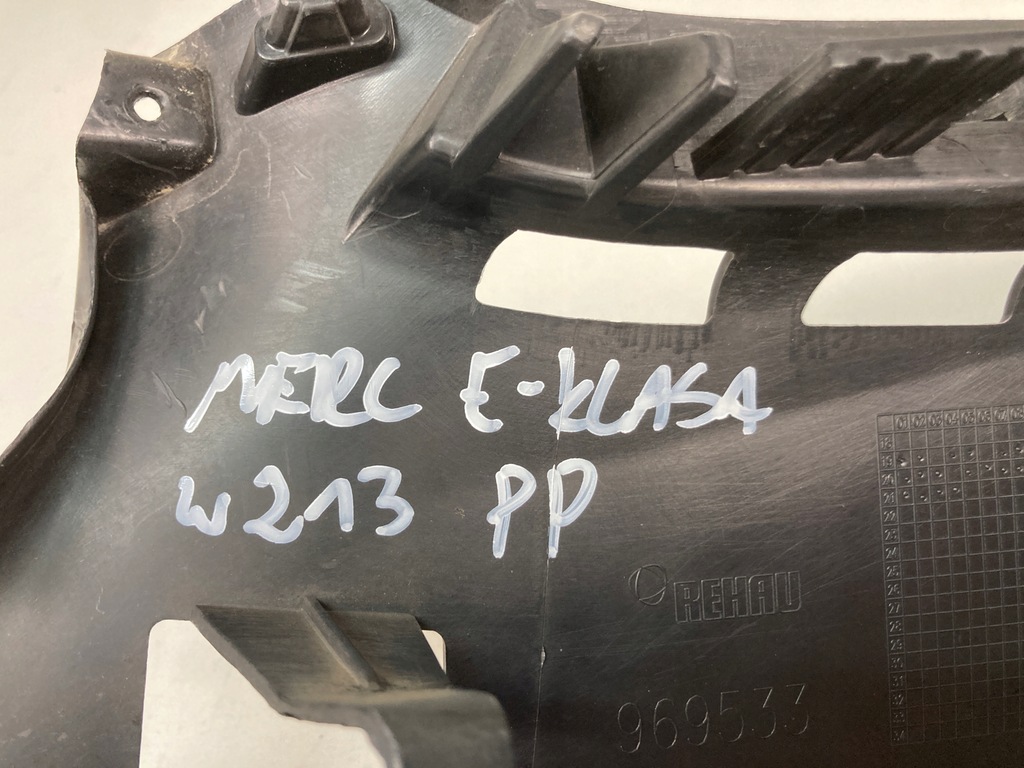 MERC E-KLASA
W213 PP
REHAU
969533